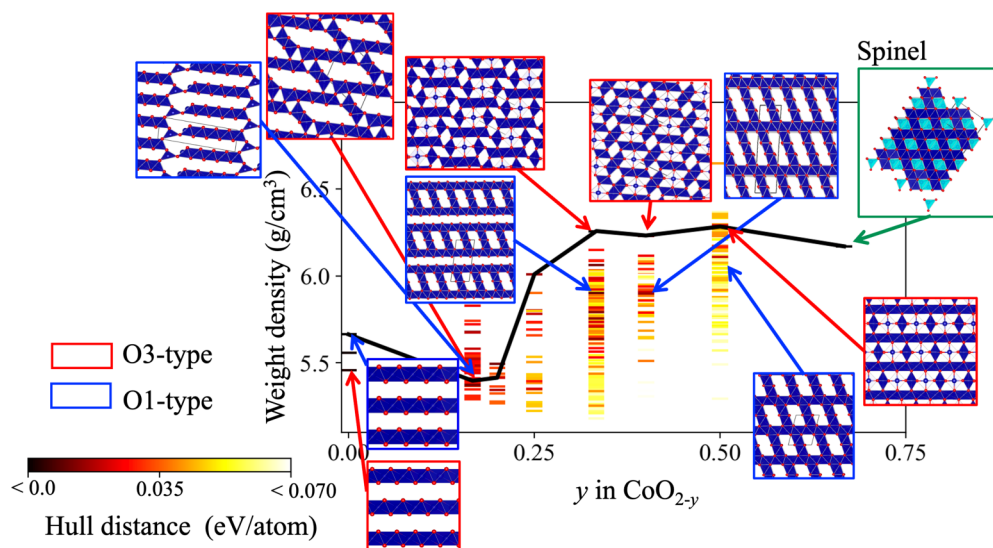 Spinel
6.5
6.0
5.5
Weight density (g/cm³)
O3-type
O1-type
0.00
0.25
0.50
0.75
y in CoO₂₋y
< 0.0
0.035
< 0.070
Hull distance (eV/atom)